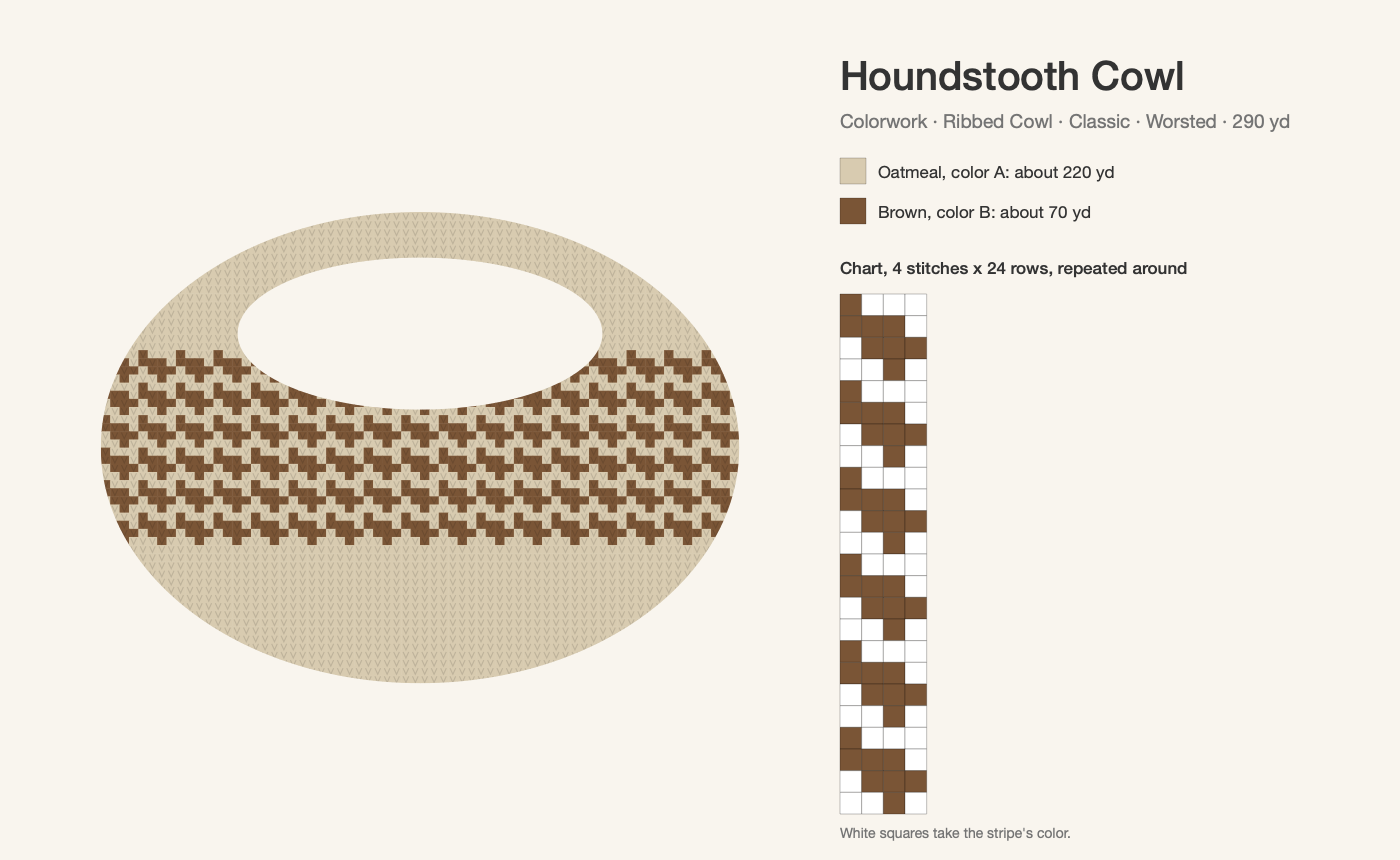 Houndstooth Cowl
Colorwork · Ribbed Cowl · Classic · Worsted · 290 yd
Oatmeal, color A: about 220 yd
Brown, color B: about 70 yd
Chart, 4 stitches x 24 rows, repeated around
White squares take the stripe's color.